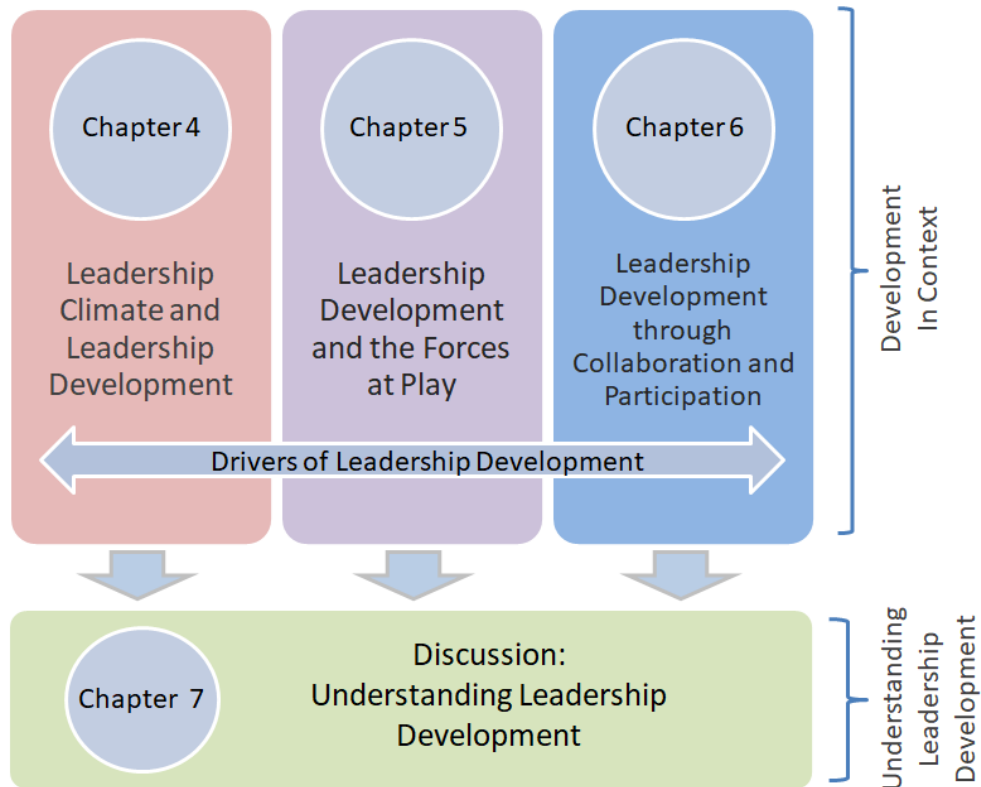 Chapter 4
Leadership
Climate and
Leadership
Development
Chapter 5
Leadership
Development
and the Forces
at Play
Chapter 6
Leadership
Development
through
Collaboration and
Participation
Drivers of Leadership Development
Development
In Context
Chapter 7
Discussion:
Understanding Leadership
Development
Understanding
Leadership
Development